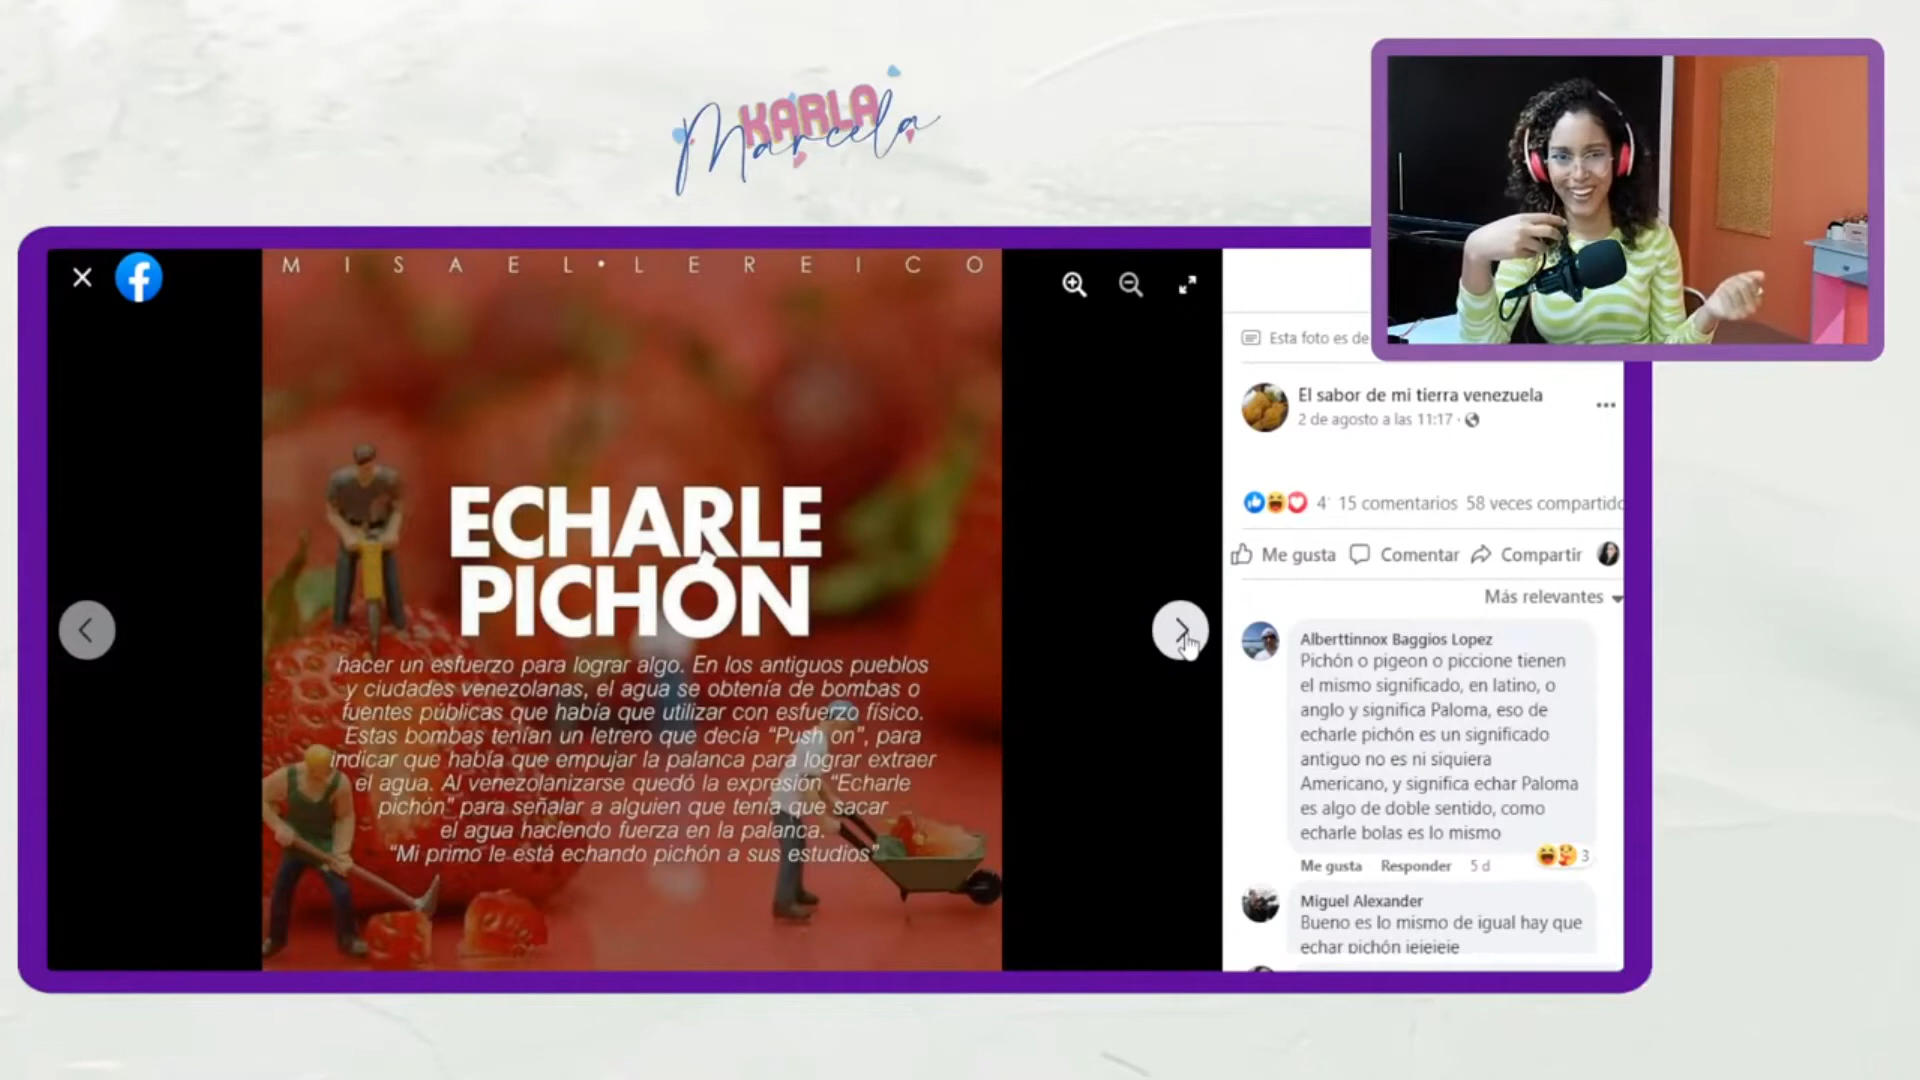 KARLA
Marcela
MISAEL•LEREICO
ECHARLE
PICHÓN
hacer un esfuerzo para lograr algo. En los antiguos pueblos
y ciudades venezolanas, el agua se obtenía de bombas o
fuentes públicas que había que utilizar con esfuerzo físico.
Estas bombas tenían un letrero que decía "Push on", para
indicar que había que empujar la palanca para lograr extraer
el agua. Al venezolanizarse quedó la expresión "Echarle
pichón" para señalar a alguien que tenía que sacar
el agua haciendo fuerza en la palanca.
"Mi primo le está echando pichón a sus estudios"
Esta foto es de
El sabor de mi tierra venezuela
2 de agosto a las 11:17 ·
4 15 comentarios 58 veces compartido
Me gusta Comentar Compartir
Más relevantes
Alberttinnox Baggios Lopez
Pichón o pigeon o piccione tienen
el mismo significado, en latino, o
anglo y significa Paloma, eso de
echarle pichón es un significado
antiguo no es ni siquiera
Americano, y significa echar Paloma
es algo de doble sentido, como
echarle bolas es lo mismo
3
Me gusta Responder 5 d
Miguel Alexander
Bueno es lo mismo de igual hay que
echar pichón jejejeje